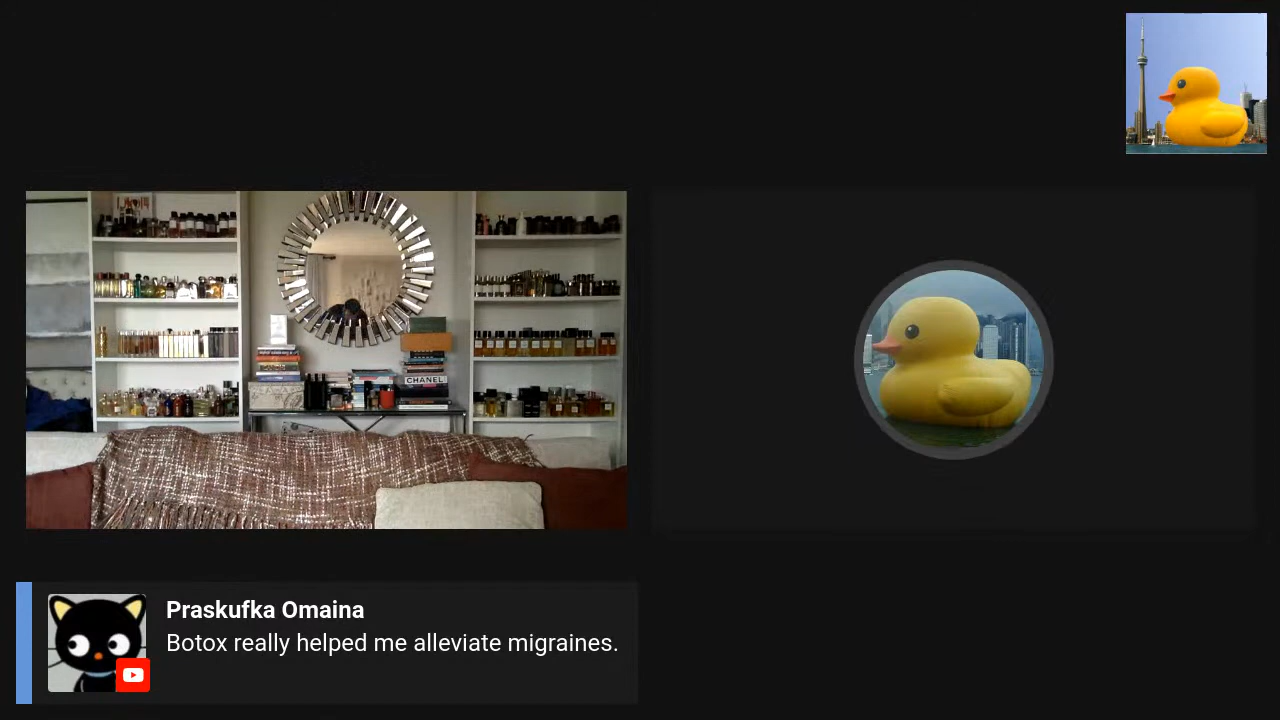 CHANEL
Praskufka Omaina
Botox really helped me alleviate migraines.